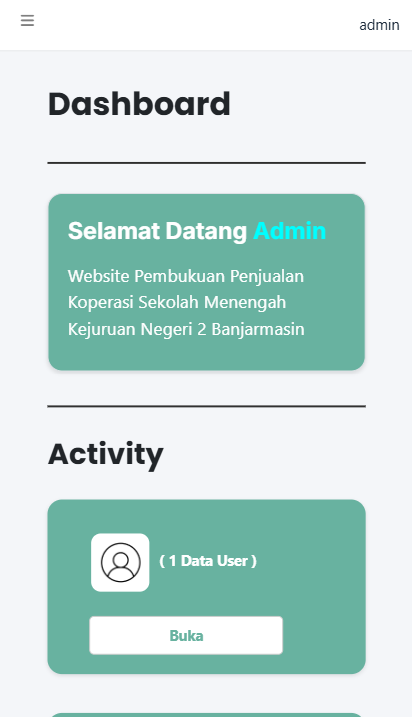 admin
Dashboard
Selamat Datang Admin
Website Pembukuan Penjualan
Koperasi Sekolah Menengah
Kejuruan Negeri 2 Banjarmasin
Activity
( 1 Data User )
Buka